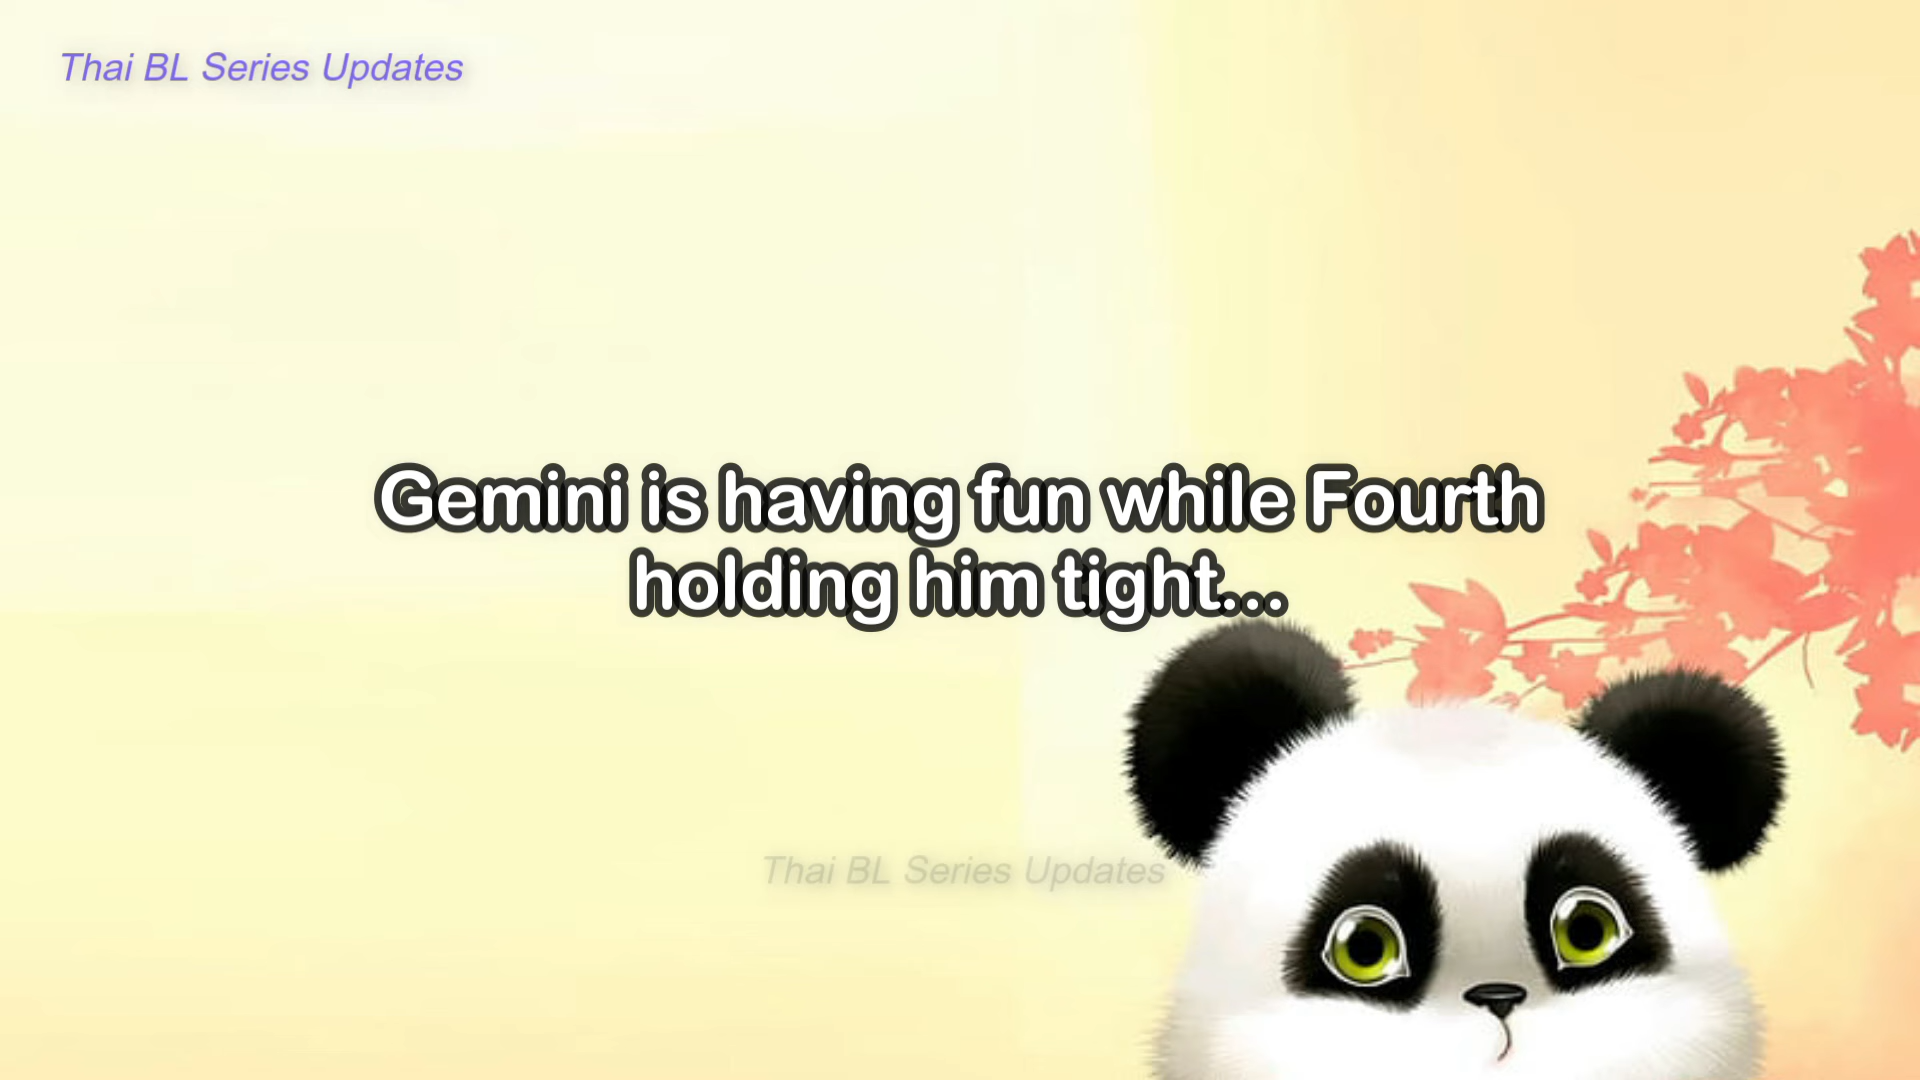 Thai BL Series Updates
Gemini is having fun while Fourth
holding him tight...
Thai BL Series Updates